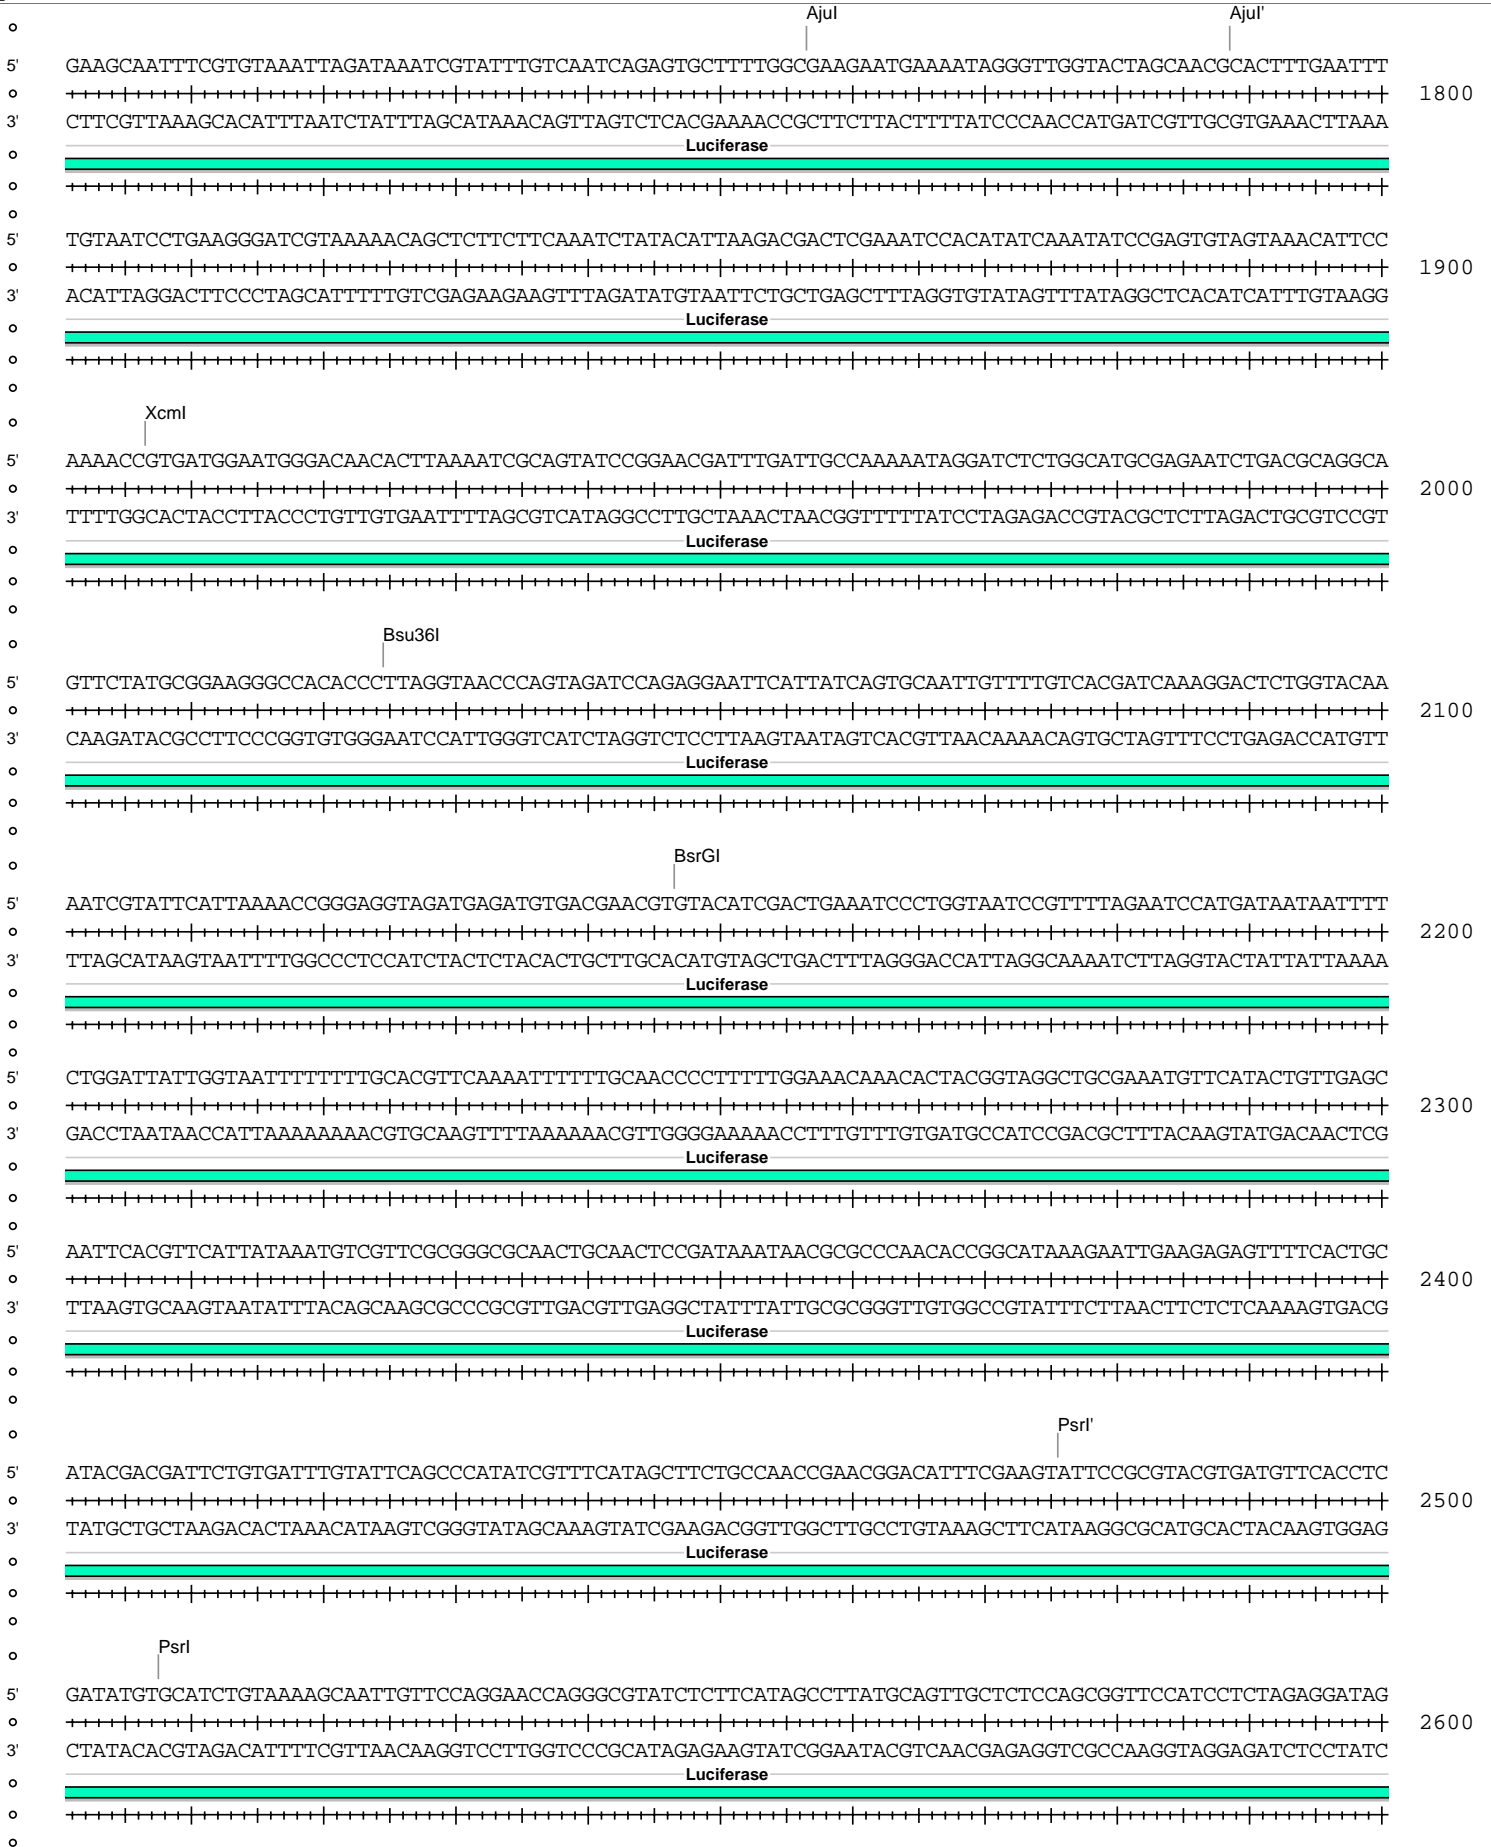 AjuI AjuI'
5' GAAGCAATTTCGTGTAAATTAGATAAATCGTATTTGTCAATCAGAGTGCTTTTGGCGAAGAATGAAAATAGGGTTGGTACTAGCAACGCACTTTGAATTT
1800
3' CTTCGTTAAAGCACATTTAATCTATTTAGCATAAACAGTTAGTCTCACGAAAACCGCTTCTTACTTTTATCCCAACCATGATCGTTGCGTGAAACTTAAA
Luciferase
5' TGTAATCCTGAAGGGATCGTAAAAACAGCTCTTCTTCAAATCTATACATTAAGACGACTCGAAATCCACATATCAAATATCCGAGTGTAGTAAACATTCC
1900
3' ACATTAGGACTTCCCTAGCATTTTTGTCGAGAAGAAGTTTAGATATGTAATTCTGCTGAGCTTTAGGTGTATAGTTTATAGGCTCACATCATTTGTAAGG
Luciferase
XcmI
5' AAAACCGTGATGGAATGGGACAACACTTAAAATCGCAGTATCCGGAACGATTTGATTGCCAAAAATAGGATCTCTGGCATGCGAGAATCTGACGCAGGCA
2000
3' TTTTGGCACTACCTTACCCTGTTGTGAATTTTAGCGTCATAGGCCTTGCTAAACTAACGGTTTTTATCCTAGAGACCGTACGCTCTTAGACTGCGTCCGT
Luciferase
Bsu36I
5' GTTCTATGCGGAAGGGCCACACCCTTAGGTAACCCAGTAGATCCAGAGGAATTCATTATCAGTGCAATTGTTTTGTCACGATCAAAGGACTCTGGTACAA
2100
3' CAAGATACGCCTTCCCGGTGTGGGAATCCATTGGGTCATCTAGGTCTCCTTAAGTAATAGTCACGTTAACAAAACAGTGCTAGTTTCCTGAGACCATGTT
Luciferase
BsrGI
5' AATCGTATTCATTAAAACCGGGAGGTAGATGAGATGTGACGAACGTGTACATCGACTGAAATCCCTGGTAATCCGTTTTAGAATCCATGATAATAATTTT
2200
3' TTAGCATAAGTAATTTTGGCCCTCCATCTACTCTACACTGCTTGCACATGTAGCTGACTTTAGGGACCATTAGGCAAAATCTTAGGTACTATTATTAAAA
Luciferase
5' CTGGATTATTGGTAATTTTTTTTGCACGTTCAAAATTTTTTGCAACCCCTTTTTGGAAACAAACACTACGGTAGGCTGCGAAATGTTCATACTGTTGAGC
2300
3' GACCTAATAACCATTAAAAAAAACGTGCAAGTTTTAAAAAACGTTGGGGAAAAACCTTTGTTTGTGATGCCATCCGACGCTTTACAAGTATGACAACTCG
Luciferase
5' AATTCACGTTCATTATAAATGTCGTTCGCGGGCGCAACTGCAACTCCGATAAATAACGCGCCCAACACCGGCATAAAGAATTGAAGAGAGTTTTCACTGC
2400
3' TTAAGTGCAAGTAATATTTACAGCAAGCGCCCGCGTTGACGTTGAGGCTATTTATTGCGCGGGTTGTGGCCGTATTTCTTAACTTCTCTCAAAAGTGACG
Luciferase
PsrI'
5' ATACGACGATTCTGTGATTTGTATTCAGCCCATATCGTTTCATAGCTTCTGCCAACCGAACGGACATTTCGAAGTATTCCGCGTACGTGATGTTCACCTC
2500
3' TATGCTGCTAAGACACTAAACATAAGTCGGGTATAGCAAAGTATCGAAGACGGTTGGCTTGCCTGTAAAGCTTCATAAGGCGCATGCACTACAAGTGGAG
Luciferase
PsrI
5' GATATGTGCATCTGTAAAAGCAATTGTTCCAGGAACCAGGGCGTATCTCTTCATAGCCTTATGCAGTTGCTCTCCAGCGGTTCCATCCTCTAGAGGATAG
2600
3' CTATACACGTAGACATTTTCGTTAACAAGGTCCTTGGTCCCGCATAGAGAAGTATCGGAATACGTCAACGAGAGGTCGCCAAGGTAGGAGATCTCCTATC
Luciferase